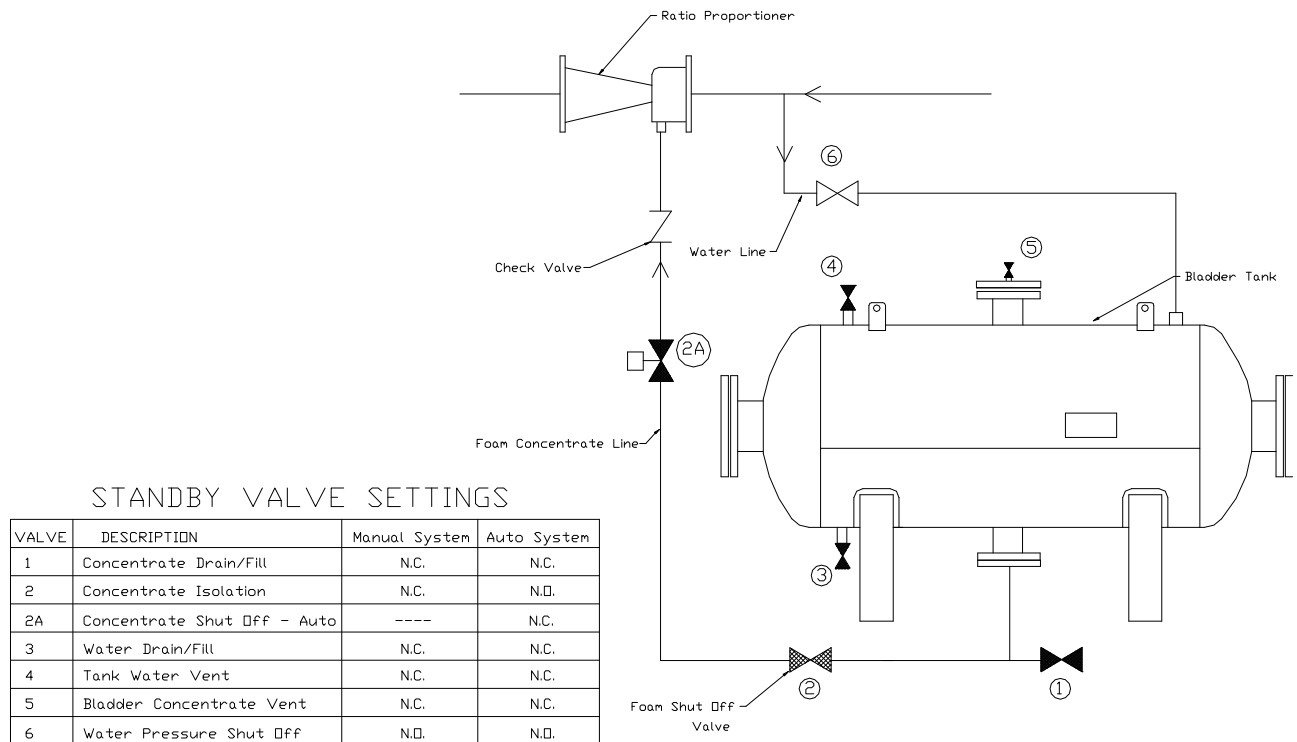 Ratio Proportioner
6
Water Line
5
4
Check Valve
Bladder Tank
2A
Foam Concentrate Line
3
2
1
Foam Shut Off
Valve
STANDBY VALVE SETTINGS
VALVE DESCRIPTION Manual System Auto System
1 Concentrate Drain/Fill N.C. N.C.
2 Concentrate Isolation N.C. N.O.
2A Concentrate Shut Off - Auto ---- N.C.
3 Water Drain/Fill N.C. N.C.
4 Tank Water Vent N.C. N.C.
5 Bladder Concentrate Vent N.C. N.C.
6 Water Pressure Shut Off N.O. N.O.